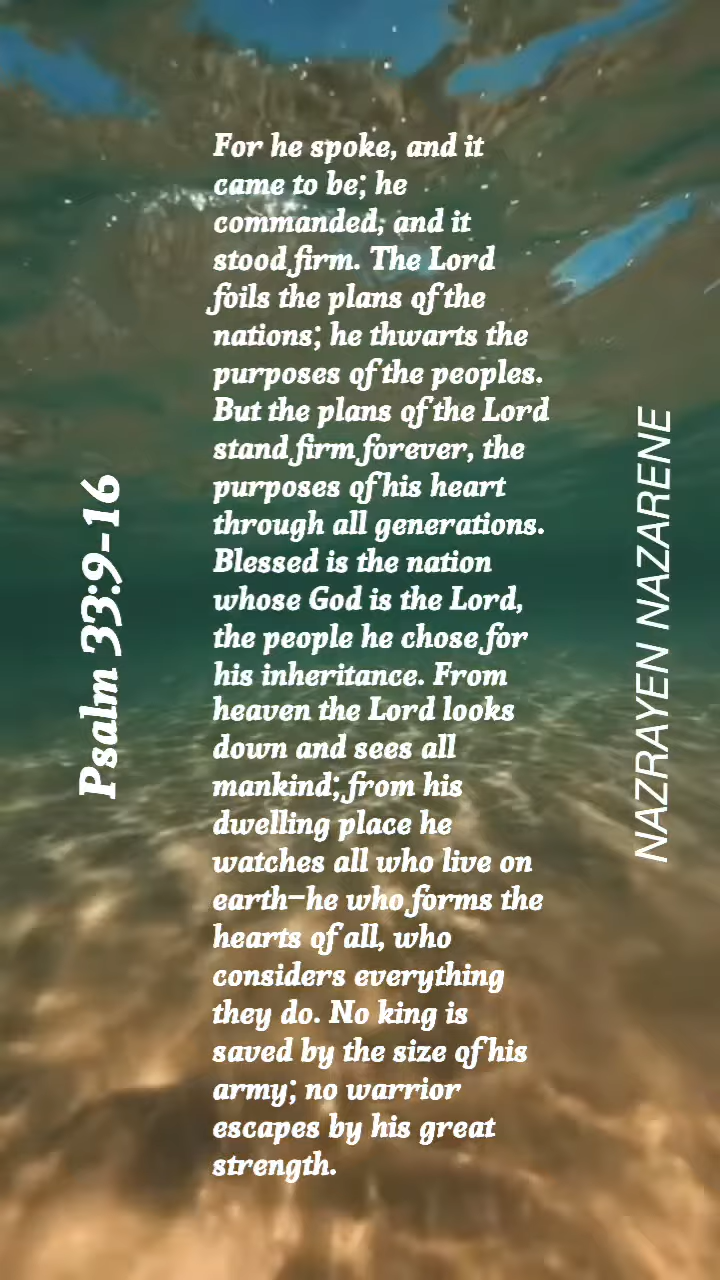 For he spoke, and it
came to be; he
commanded, and it
stood firm. The Lord
foils the plans of the
nations; he thwarts the
purposes of the peoples.
But the plans of the Lord
stand firm forever, the
purposes of his heart
through all generations.
Blessed is the nation
whose God is the Lord,
the people he chose for
his inheritance. From
heaven the Lord looks
down and sees all
mankind; from his
dwelling place he
watches all who live on
earth—he who forms the
hearts of all, who
considers everything
they do. No king is
saved by the size of his
army; no warrior
escapes by his great
strength.
Psalm 33:9-16
NAZRAYEN NAZARENE